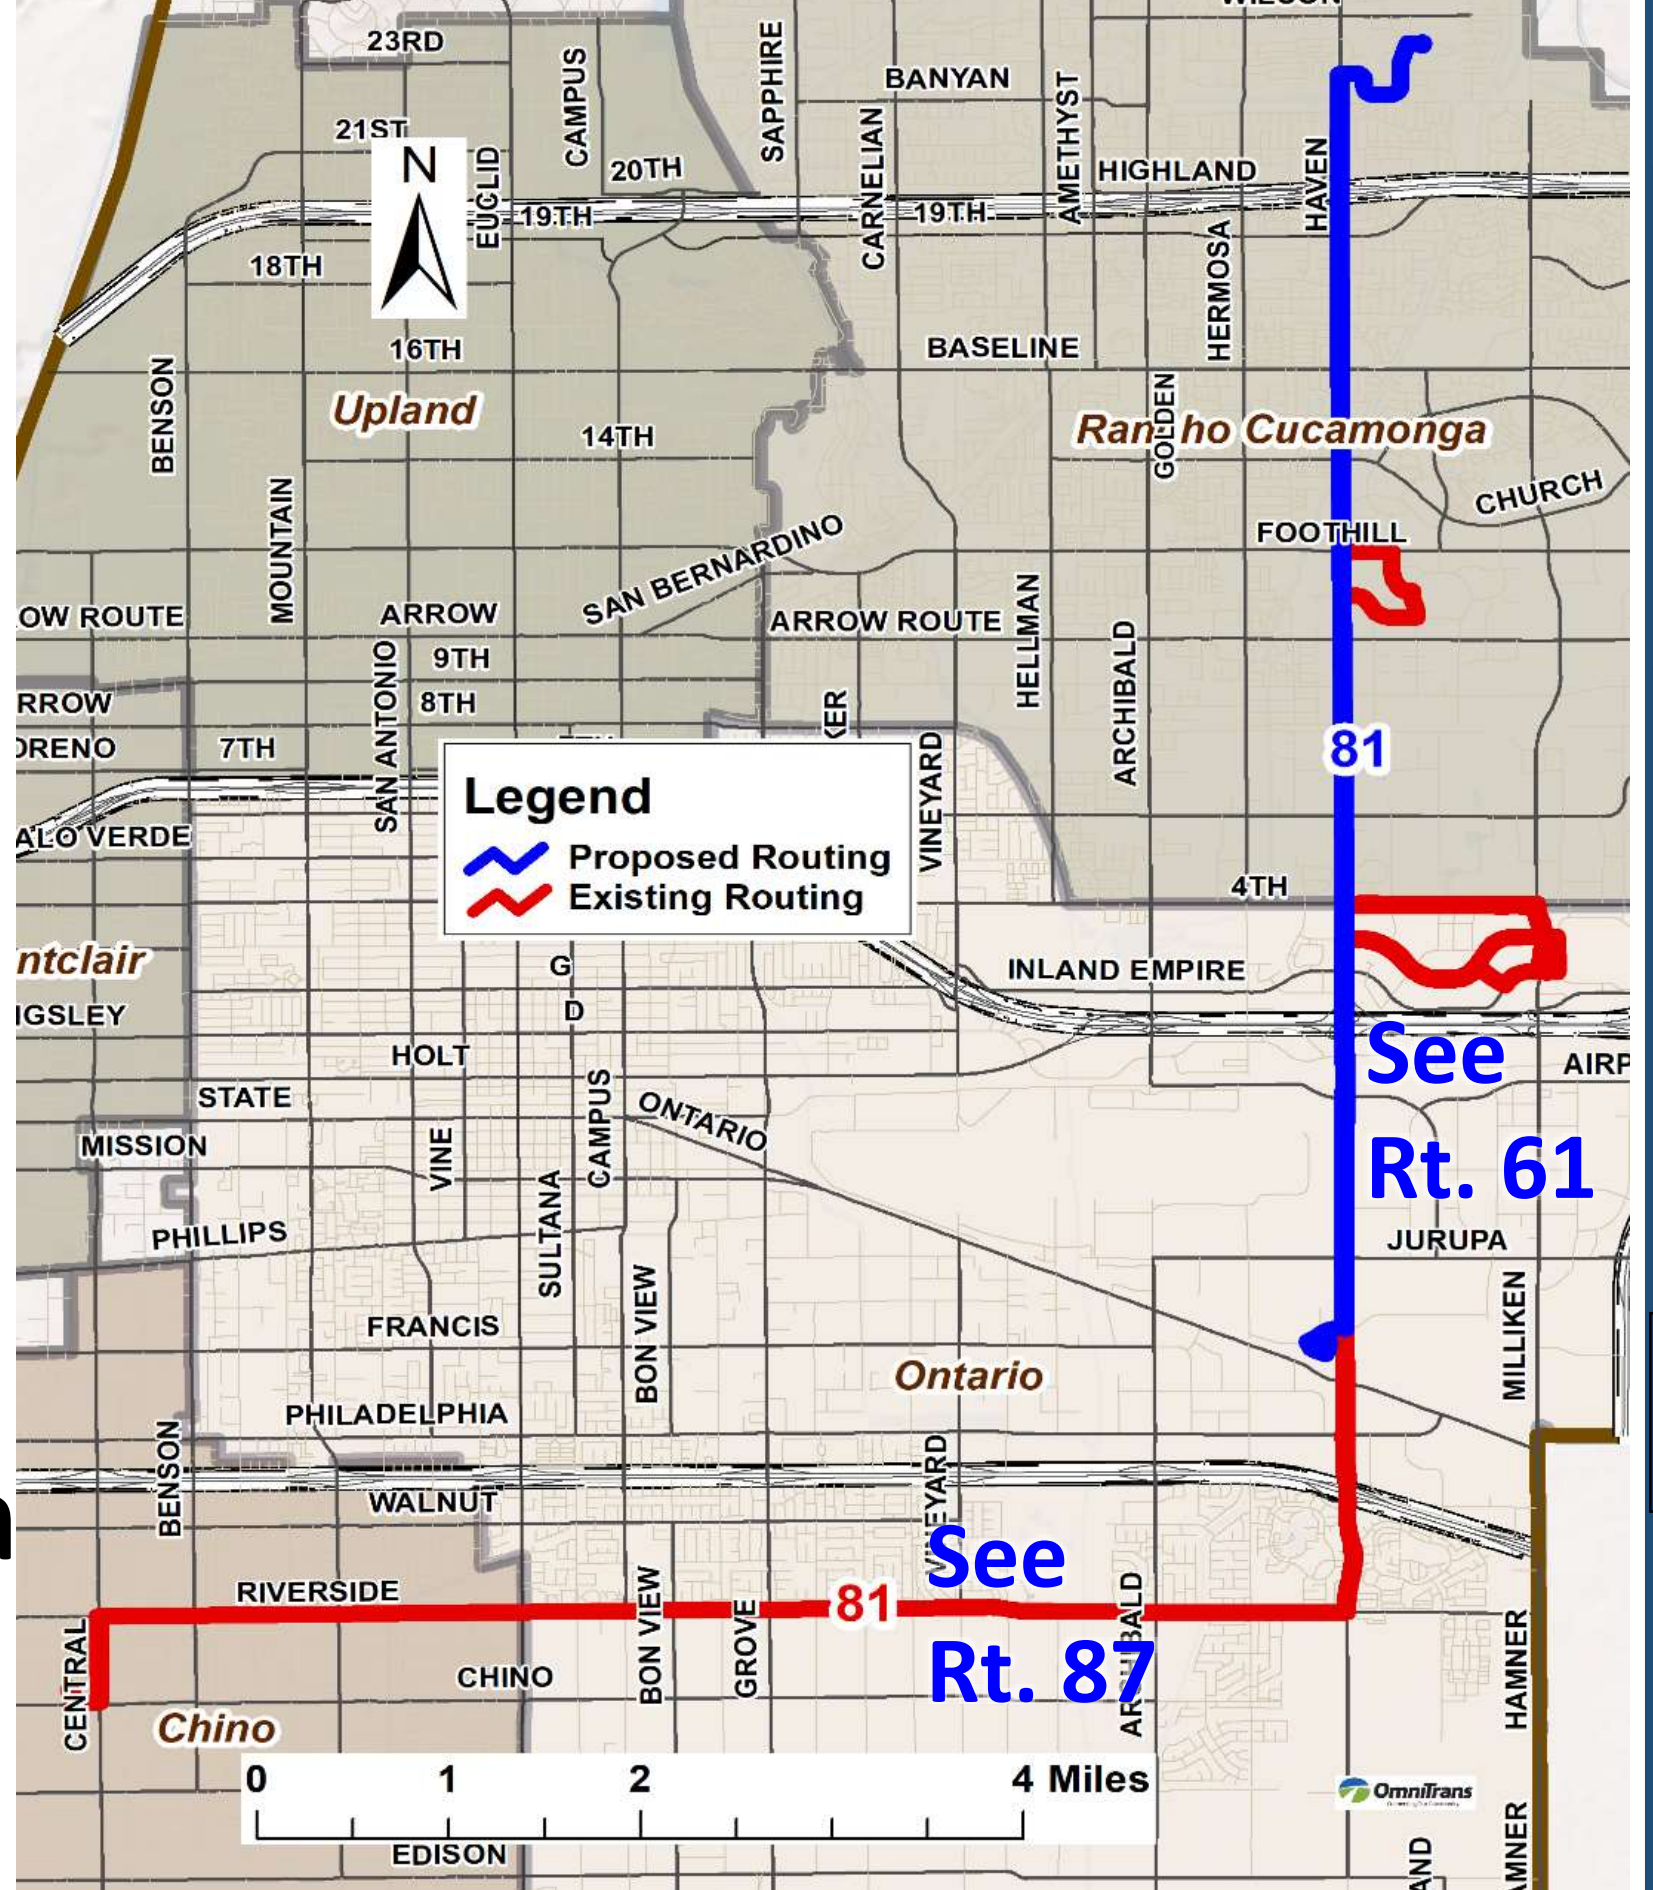 WILSON
23RD
CAMPUS
SAPPHIRE
BANYAN
AMETHYST
21ST
N
EUCLID
20TH
CARNELIAN
HIGHLAND
HAVEN
19TH
19TH
HERMOSA
18TH
16TH
BASELINE
BENSON
Upland
14TH
GOLDEN
Rancho Cucamonga
MOUNTAIN
CHURCH
SAN BERNARDINO
FOOTHILL
OW ROUTE
ARROW
ARROW ROUTE
HELLMAN
ARCHIBALD
9TH
SAN ANTONIO
RROW
8TH
KER
ORENO
7TH
VINEYARD
81
Legend
Proposed Routing
Existing Routing
ALO VERDE
4TH
ntclair
G
INLAND EMPIRE
IGSLEY
D
HOLT
See
Rt. 61
AIRP
STATE
CAMPUS
ONTARIO
MISSION
VINE
SULTANA
PHILLIPS
JURUPA
BON VIEW
MILLIKEN
FRANCIS
Ontario
PHILADELPHIA
BENSON
VINEYARD
WALNUT
n
See
Rt. 87
RIVERSIDE
BON VIEW
GROVE
81
ARCHIBALD
CENTRAL
HAMNER
CHINO
Chino
0 1 2 4 Miles
OmniTrans
EDISON
AND
AMNER